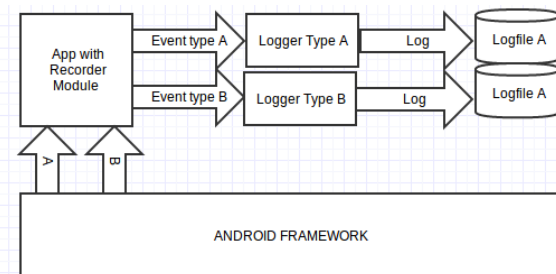 App with
Recorder
Module
Event type A
Logger Type A
Log
Logfile A
Event type B
Logger Type B
Log
Logfile A
A
B
ANDROID FRAMEWORK